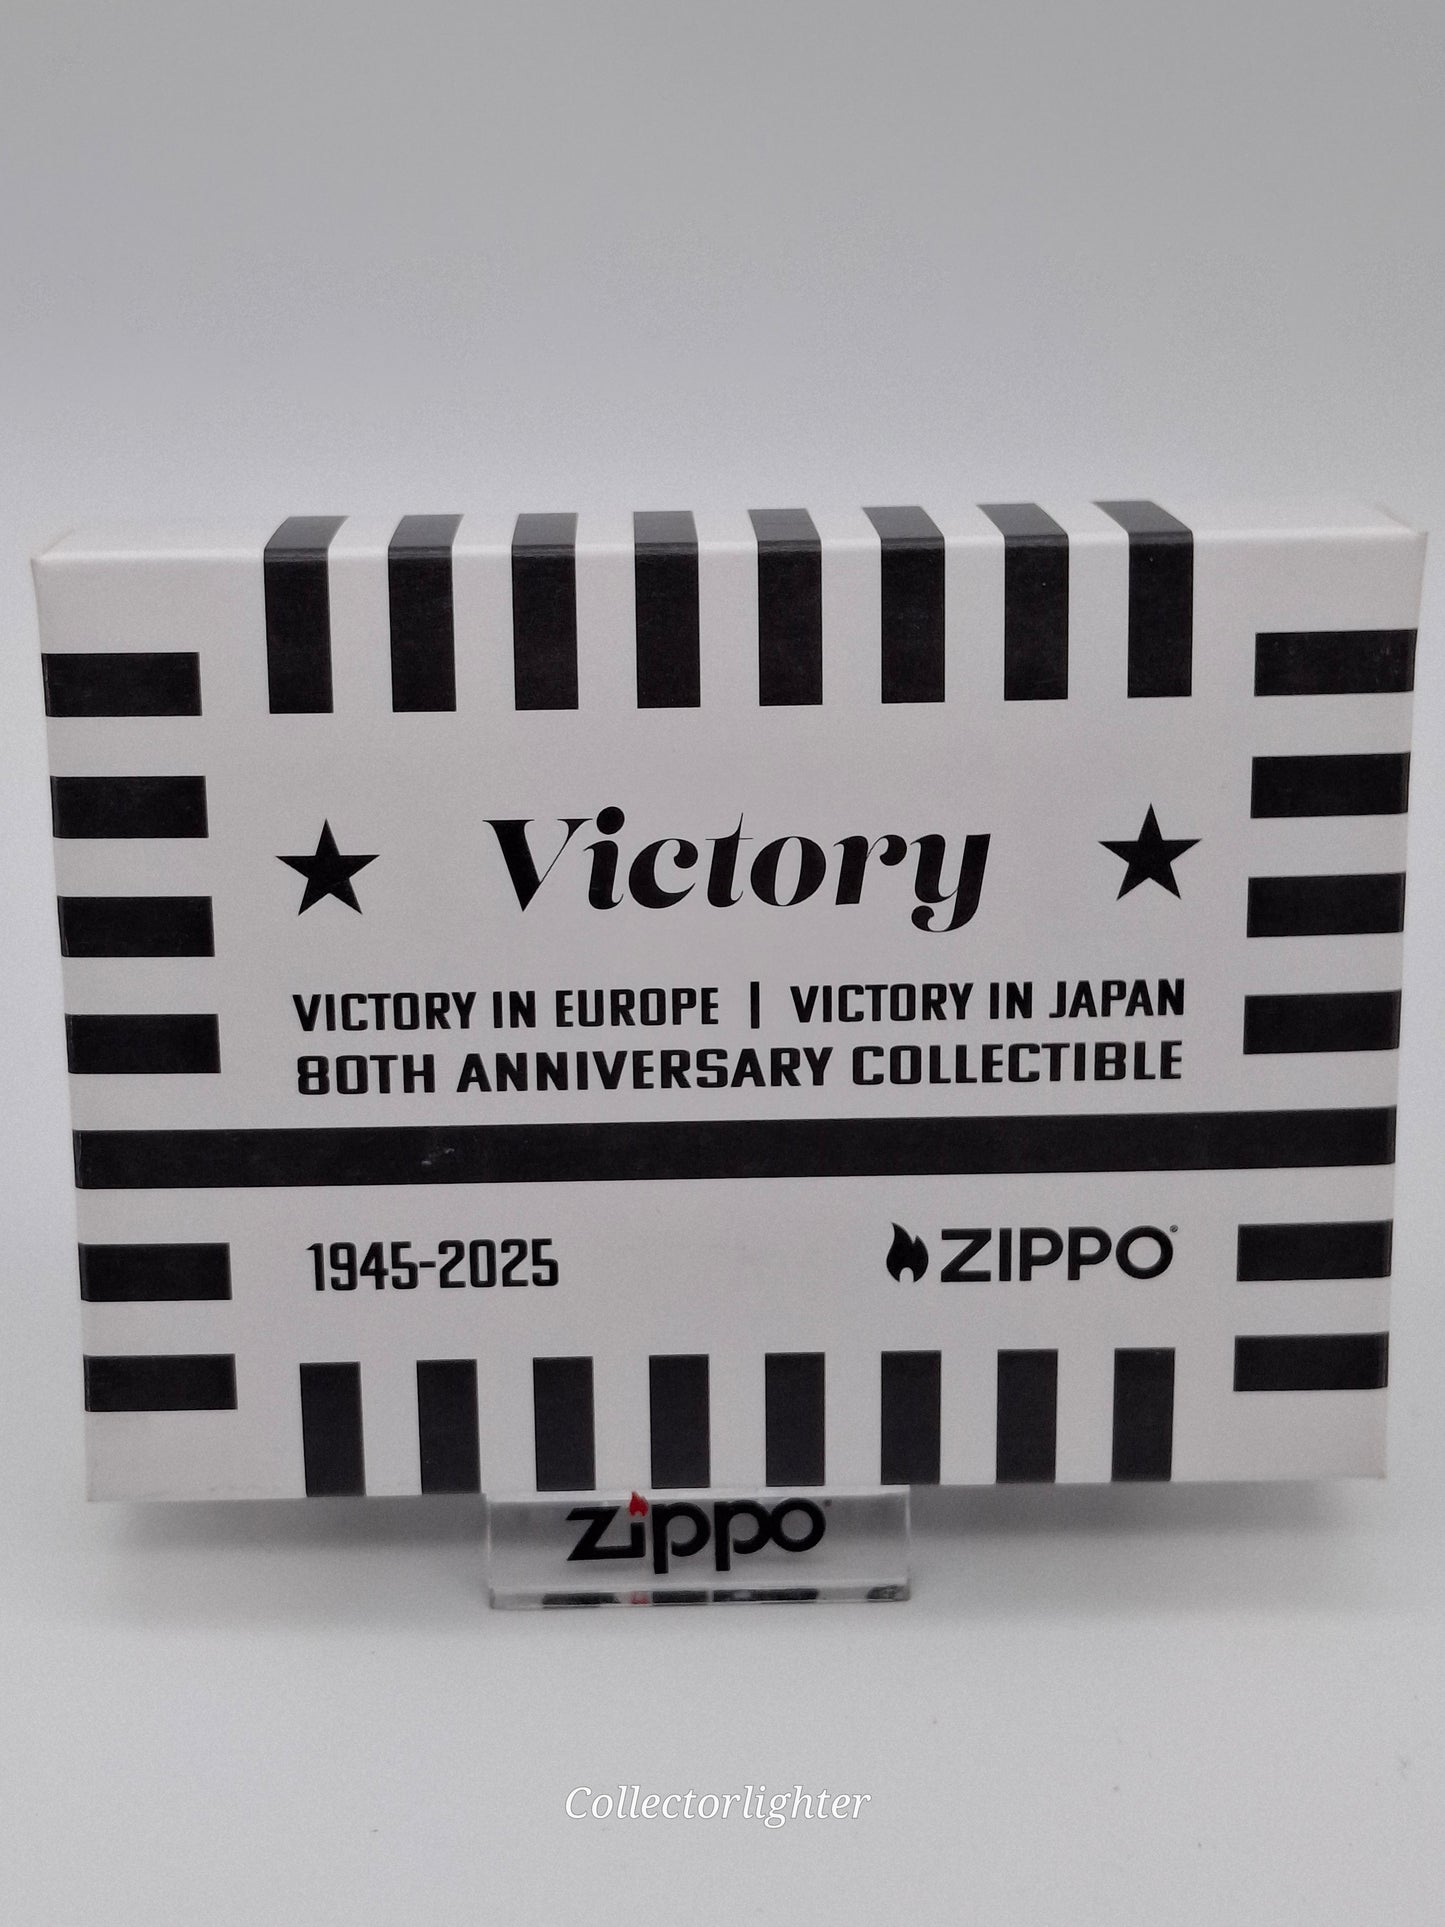 Victory
VICTORY IN EUROPE | VICTORY IN JAPAN
80TH ANNIVERSARY COLLECTIBLE
1945-2025 ZIPPO®
zippo
Collectorlighter